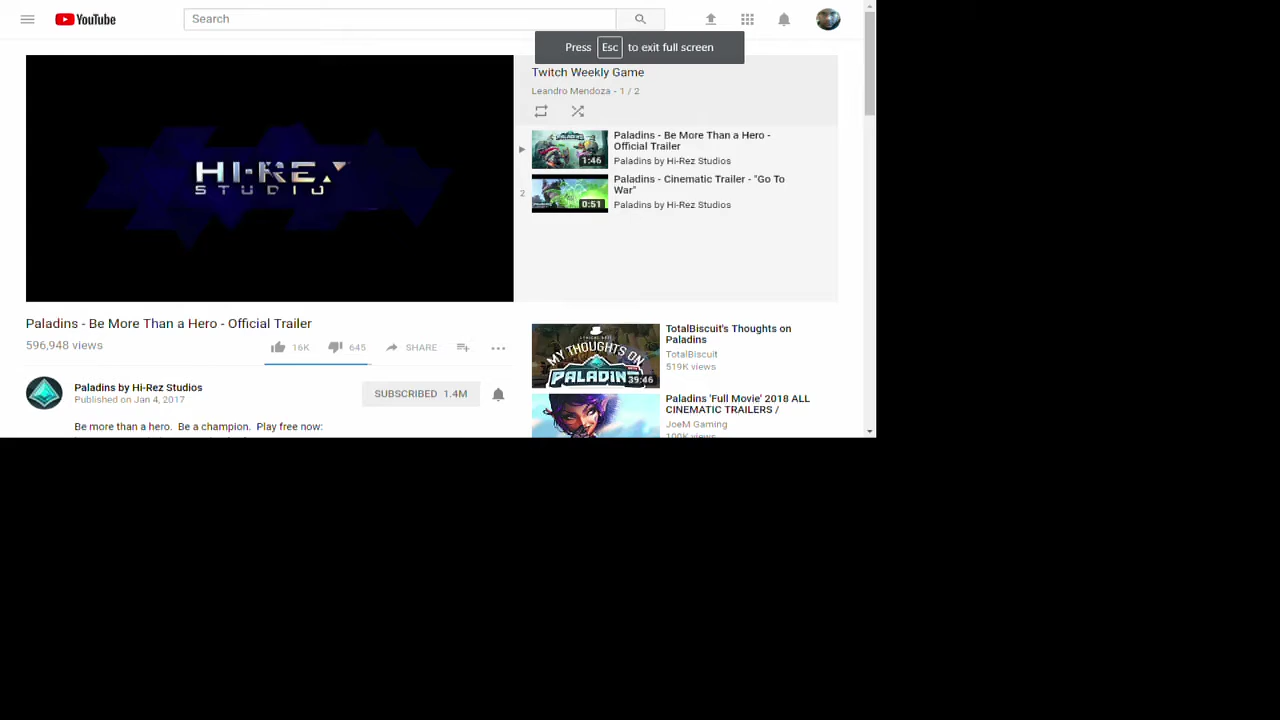 YouTube
Search
Press Esc to exit full screen
HI-REZ
STUDIO
Twitch Weekly Game
Leandro Mendoza - 1 / 2
Paladins - Be More Than a Hero -
Official Trailer
Paladins by Hi-Rez Studios
1:46
2
Paladins - Cinematic Trailer - "Go To
War"
Paladins by Hi-Rez Studios
0:51
Paladins - Be More Than a Hero - Official Trailer
596,948 views
16K
645
SHARE
Paladins by Hi-Rez Studios
Published on Jan 4, 2017
SUBSCRIBED 1.4M
Be more than a hero. Be a champion. Play free now:
MY THOUGHTS ON
PALADINS
39:46
TotalBiscuit's Thoughts on
Paladins
TotalBiscuit
519K views
Paladins 'Full Movie' 2018 ALL
CINEMATIC TRAILERS /
JoeM Gaming
100K views